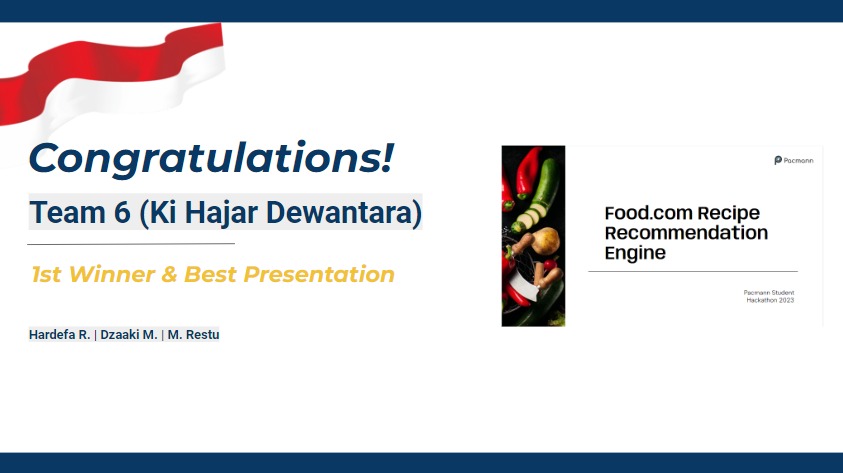 Congratulations!
Team 6 (Ki Hajar Dewantara)
1st Winner & Best Presentation
Hardefa R. | Dzaaki M. | M. Restu
Pacmann
Food.com Recipe
Recommendation
Engine
Pacmann Student
Hackathon 2023